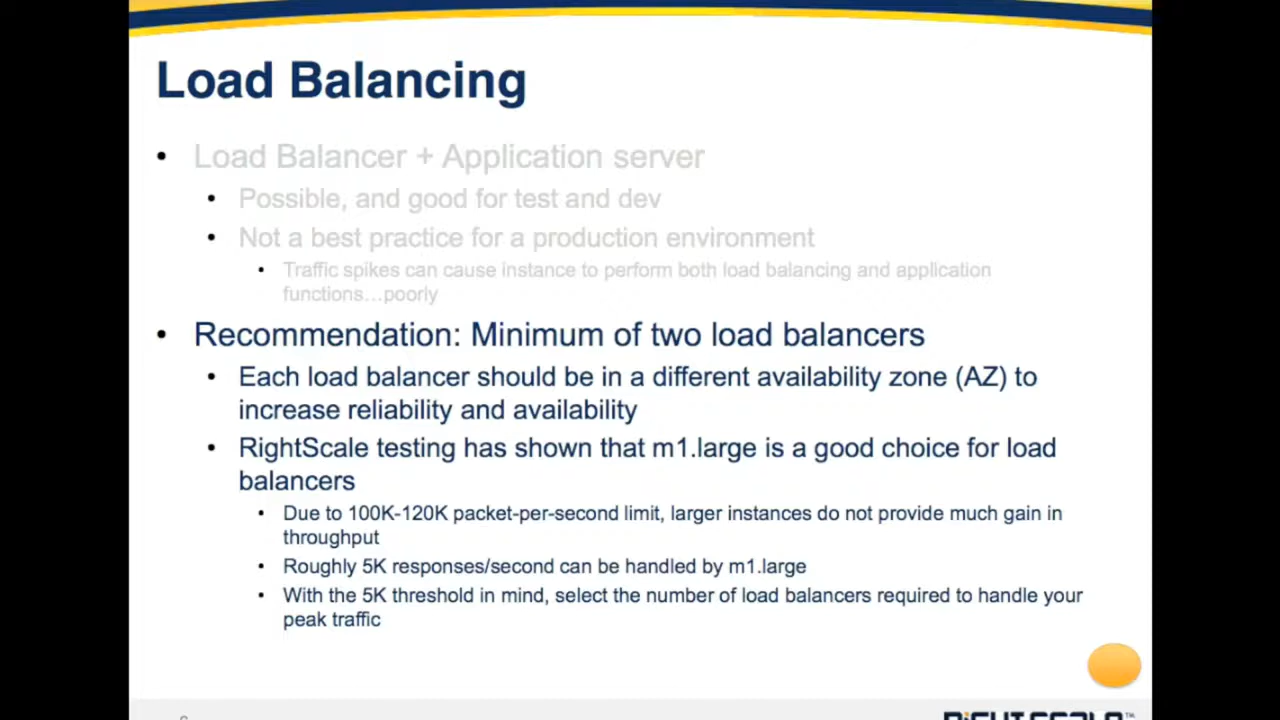 Load Balancing
• Load Balancer + Application server
• Possible, and good for test and dev
• Not a best practice for a production environment
• Traffic spikes can cause instance to perform both load balancing and application
functions…poorly
• Recommendation: Minimum of two load balancers
• Each load balancer should be in a different availability zone (AZ) to
increase reliability and availability
• RightScale testing has shown that m1.large is a good choice for load
balancers
• Due to 100K-120K packet-per-second limit, larger instances do not provide much gain in
throughput
• Roughly 5K responses/second can be handled by m1.large
• With the 5K threshold in mind, select the number of load balancers required to handle your
peak traffic
RIGHTSCALE™